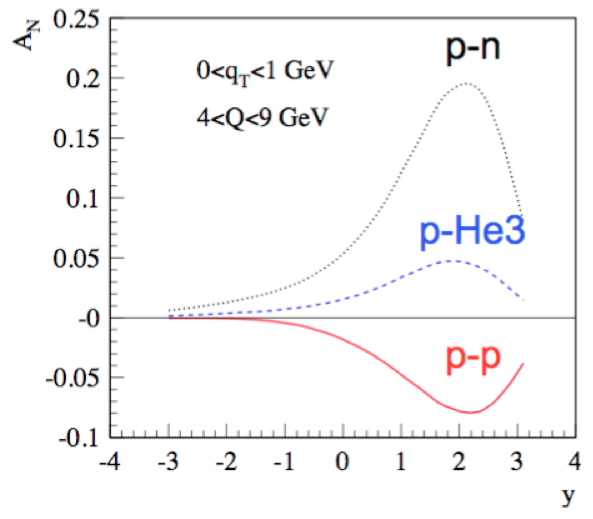 A_N
0.25
0.2
0.15
0.1
0.05
-0
-0.05
-0.1
p-n
0<q_T<1 GeV
4<Q<9 GeV
p-He3
p-p
-4 -3 -2 -1 0 1 2 3 4
y